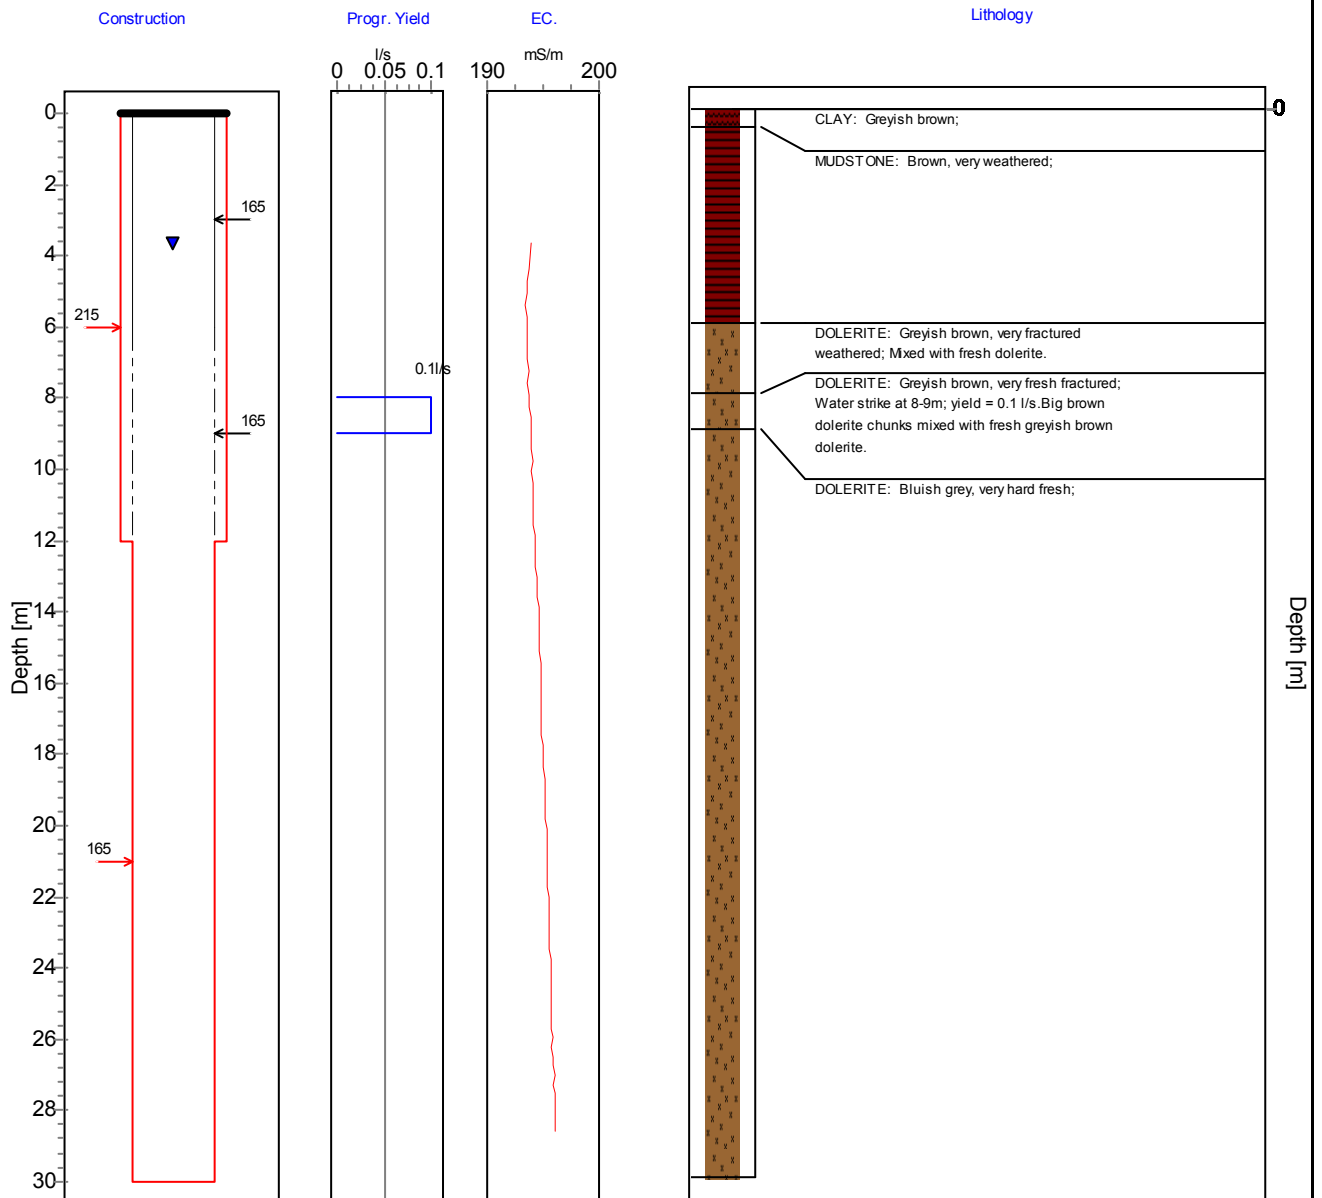 Construction
Progr. Yield
EC.
Lithology
l/s
mS/m
0 0.05 0.1
190 200
0
2
4
6
8
10
12
14
16
18
20
22
24
26
28
30
Depth [m]
165
215
165
165
0.1l/s
0
CLAY: Greyish brown;
MUDSTONE: Brown, very weathered;
DOLERITE: Greyish brown, very fractured
weathered; Mixed with fresh dolerite.
DOLERITE: Greyish brown, very fresh fractured;
Water strike at 8-9m; yield = 0.1 l/s.Big brown
dolerite chunks mixed with fresh greyish brown
dolerite.
DOLERITE: Bluish grey, very hard fresh;
Depth [m]